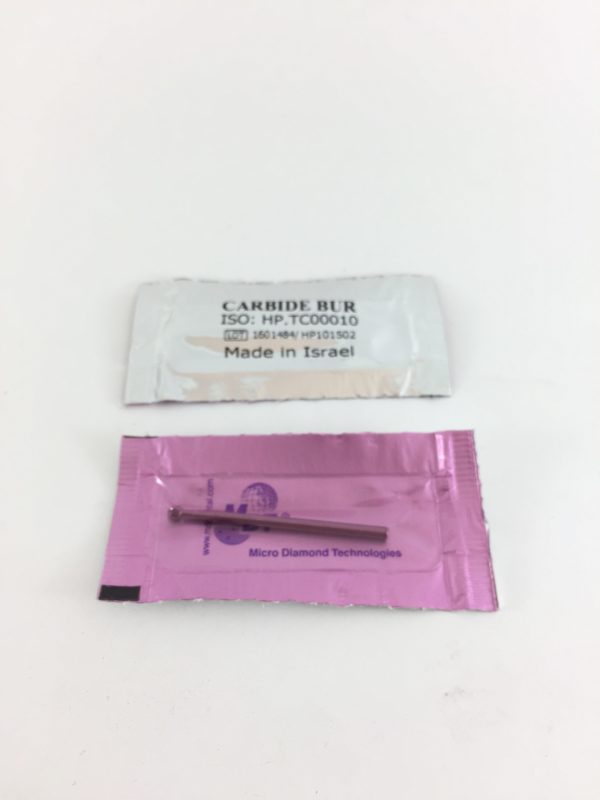 CARBIDE BUR
ISO: HP.TC00010
LOT 1601484/ HP101502
Made in Israel
Micro Diamond Technologies